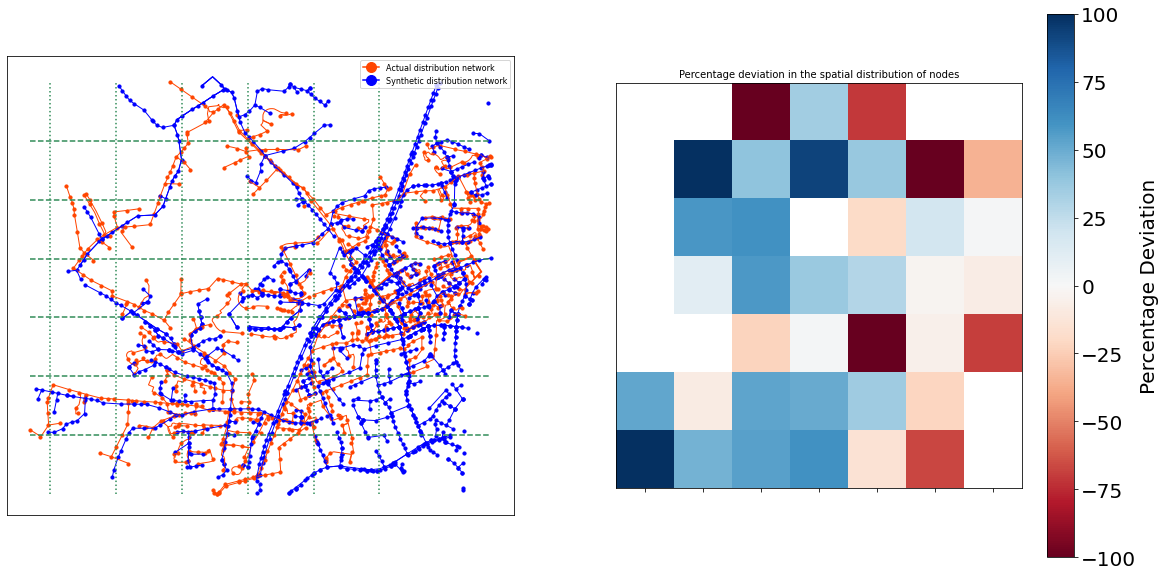 Actual distribution network
Synthetic distribution network
Percentage deviation in the spatial distribution of nodes
100
75
50
25
0
−25
−50
−75
−100
Percentage Deviation